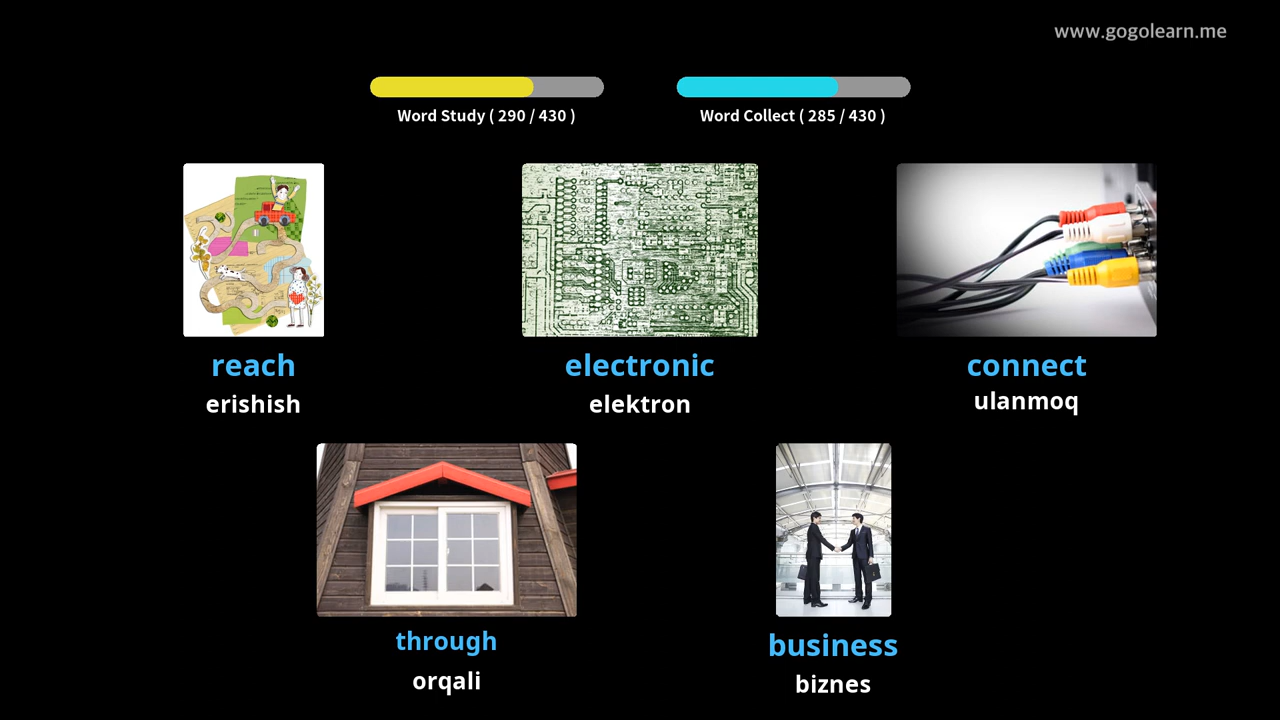 www.gogolearn.me
Word Study ( 290 / 430 )
Word Collect ( 285 / 430 )
reach
electronic
connect
erishish
elektron
ulanmoq
through
business
orqali
biznes